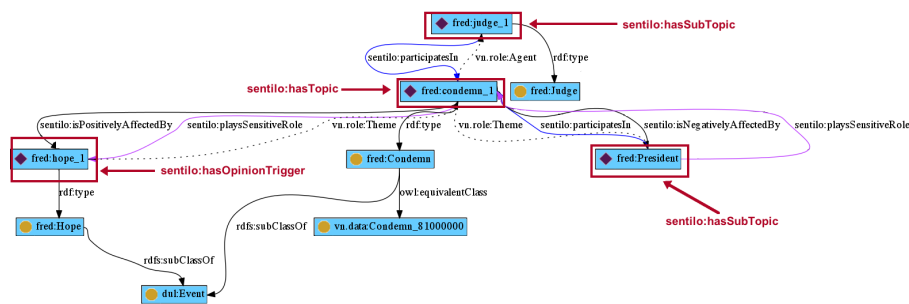 fred:judge_1
sentilo:hasSubTopic
sentilo:participatesIn
vn.role:Agent
rdf:type
sentilo:hasTopic
fred:condemn_1
fred:Judge
sentilo:isPositivelyAffectedBy
sentilo:playsSensitiveRole
vn.role:Theme
rdf:type
vn.role:Theme
sentilo:participatesIn
sentilo:isNegativelyAffectedBy
sentilo:playsSensitiveRole
fred:hope_1
fred:Condemn
fred:President
sentilo:hasOpinionTrigger
rdf:type
owl:equivalentClass
sentilo:hasSubTopic
fred:Hope
rdfs:subClassOf
vn.data:Condemn_81000000
rdfs:subClassOf
dul:Event